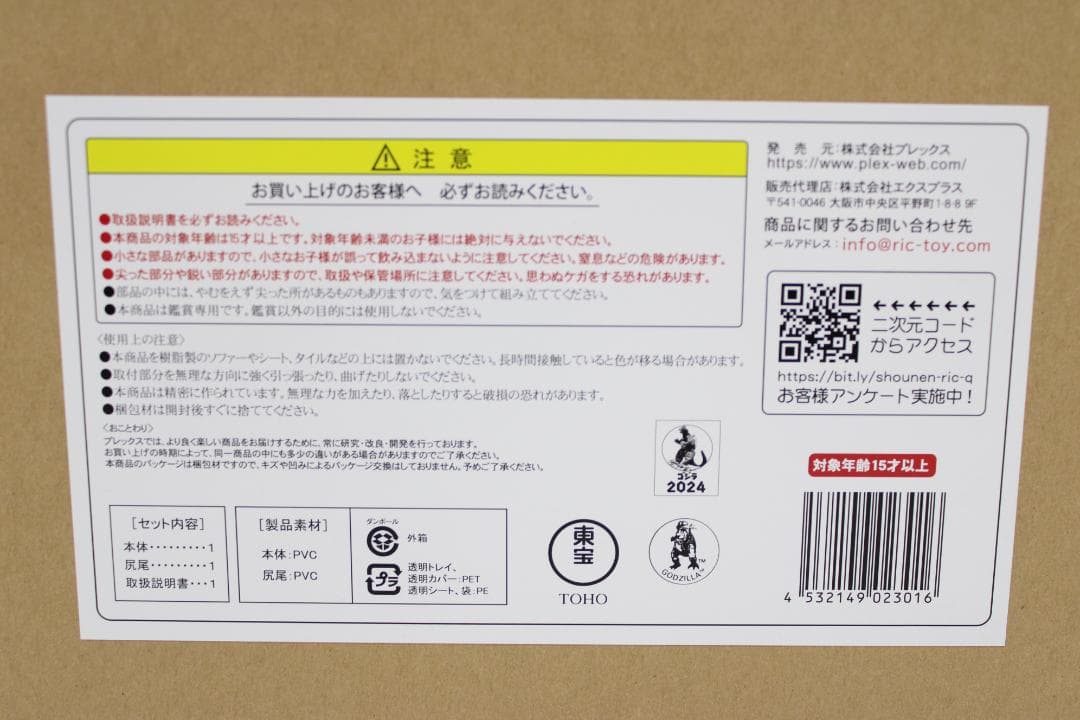 ⚠ 注意
お買い上げのお客様へ 必ずお読みください。
●取扱説明書を必ずお読みください。
●本商品の対象年齢は15才以上です。対象年齢未満のお子様には絶対に与えないでください。
●小さな部品がありますので、小さなお子様が誤って飲み込まないように注意してください。窒息などの危険があります。
●尖った部分や鋭い部分がありますので、取扱や保管場所に注意してください。思わぬケガをする恐れがあります。
●部品の中には、やむをえず尖った所があるものもありますので、気をつけて組み立ててください。
●本商品は鑑賞専用です。鑑賞以外の目的には使用しないでください。
〈使用上の注意〉
●本商品を樹脂製のソファーやシート、タイルなどの上には置かないでください。長時間接触していると色が移る場合があります。
●取付部分を無理な方向に強く引っ張ったり、曲げたりしないでください。
●本商品は精密に作られています。無理な力を加えたり、落としたりすると破損の恐れがあります。
●梱包材は開封後すぐに捨ててください。
〈おことわり〉
プレックスでは、より良く楽しい商品をお届けするために、常に研究・改良・開発を行っております。
お買い上げの時期によって、同一商品の中にも多少の違いがある場合がありますのでご了承ください。
本商品のパッケージは梱包材ですので、キズや凹みによるパッケージ交換はしておりません。予めご了承ください。
[セット内容]
本体・・・・・・・・・1
尻尾・・・・・・・・・1
取扱説明書・・・1
[製品素材]
本体:PVC
尻尾:PVC
ダンボール
外箱
プラ
透明トレイ、
透明カバー:PET
透明シート、袋:PE
東宝
TOHO
ゴジラ
2024
GODZILLA™
TM
発売元:株式会社プレックス
https://www.plex-web.com/
販売代理店:株式会社エクスプラス
〒541-0046 大阪市中央区平野町1-8-8 9F
商品に関するお問い合わせ先
メールアドレス:info@ric-toy.com
←←←←←←
二次元コード
からアクセス
https://bit.ly/shounen-ric-q
お客様アンケート実施中!
対象年齢15才以上
4 532149 023016